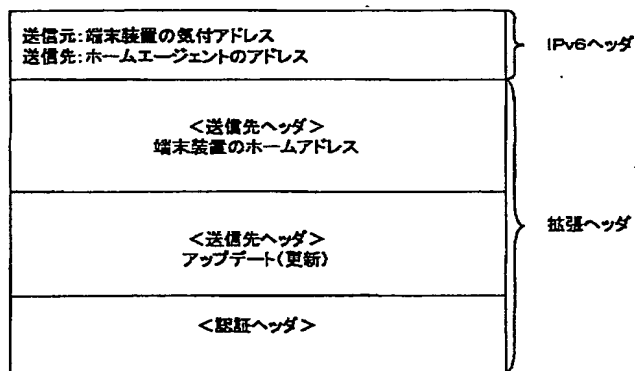 送信元:端末装置の気付アドレス
送信先:ホームエージェントのアドレス
IPv6ヘッダ
<送信先ヘッダ>
端末装置のホームアドレス
<送信先ヘッダ>
アップデート(更新)
拡張ヘッダ
<認証ヘッダ>